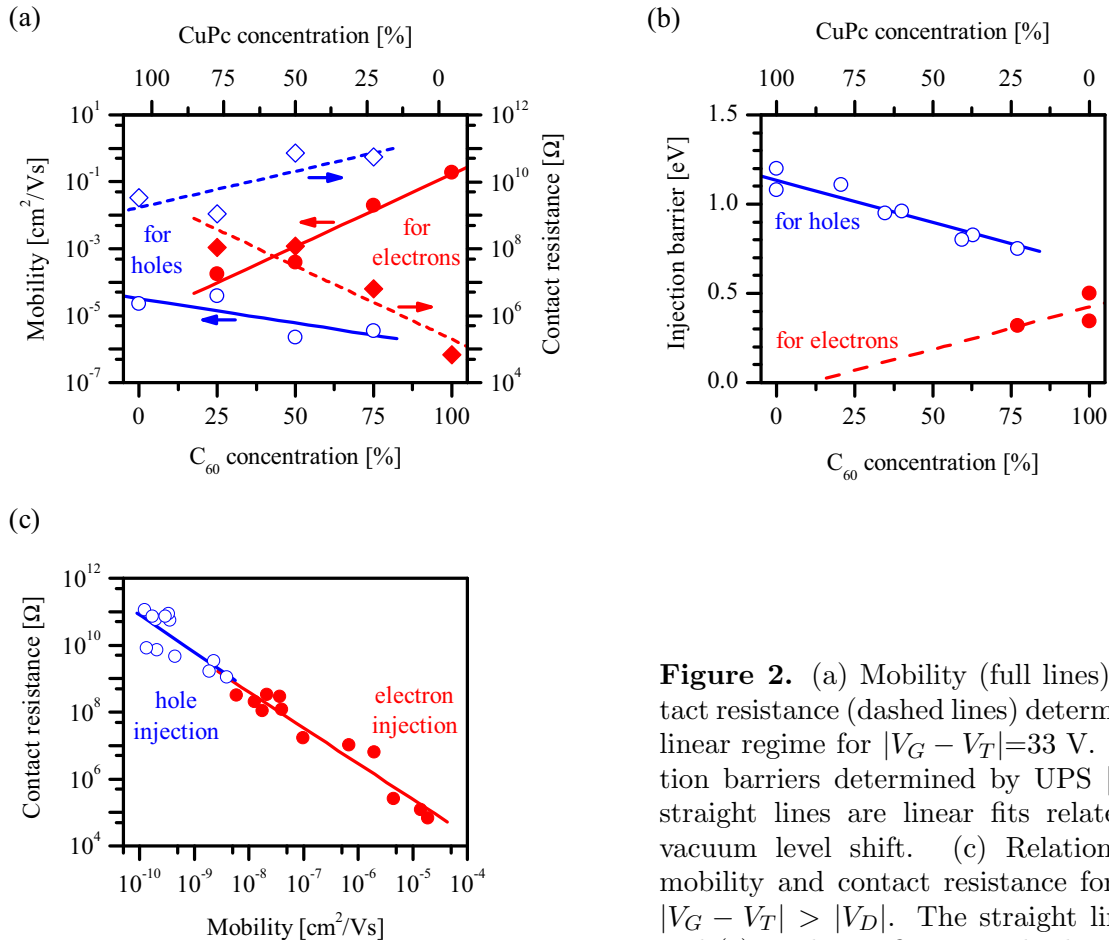 (a)
CuPc concentration [%]
100 75 50 25 0
10^1
10^-1
10^-3
10^-5
10^-7
Mobility [cm^2/Vs]
10^12
10^10
10^8
10^6
10^4
Contact resistance [Ω]
for
holes
for
electrons
0 25 50 75 100
C_60 concentration [%]
(b)
CuPc concentration [%]
100 75 50 25 0
1.5
1.0
0.5
0.0
Injection barrier [eV]
for holes
for electrons
0 25 50 75 100
C_60 concentration [%]
(c)
10^12
10^10
10^8
10^6
10^4
Contact resistance [Ω]
hole
injection
electron
injection
10^-10 10^-9 10^-8 10^-7 10^-6 10^-5 10^-4
Mobility [cm^2/Vs]
Figure 2. (a) Mobility (full lines)
tact resistance (dashed lines) determ
linear regime for |V_G − V_T|=33 V.
tion barriers determined by UPS [
straight lines are linear fits relate
vacuum level shift. (c) Relation
mobility and contact resistance for
|V_G − V_T| > |V_D|. The straight li